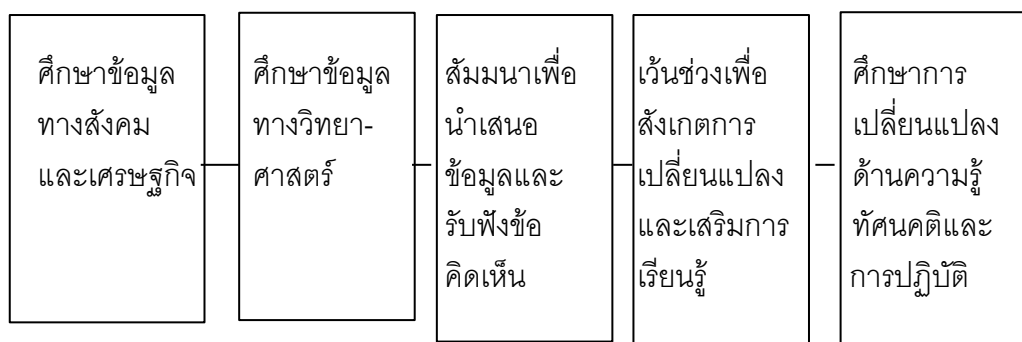 ศึกษาข้อมูล
ทางสังคม
และเศรษฐกิจ
ศึกษาข้อมูล
ทางวิทยา-
ศาสตร์
สัมมนาเพื่อ
นำเสนอ
ข้อมูลและ
รับฟังข้อ
คิดเห็น
เว้นช่วงเพื่อ
สังเกตการ
เปลี่ยนแปลง
และเสริมการ
เรียนรู้
ศึกษาการ
เปลี่ยนแปลง
ด้านความรู้
ทัศนคติและ
การปฏิบัติ